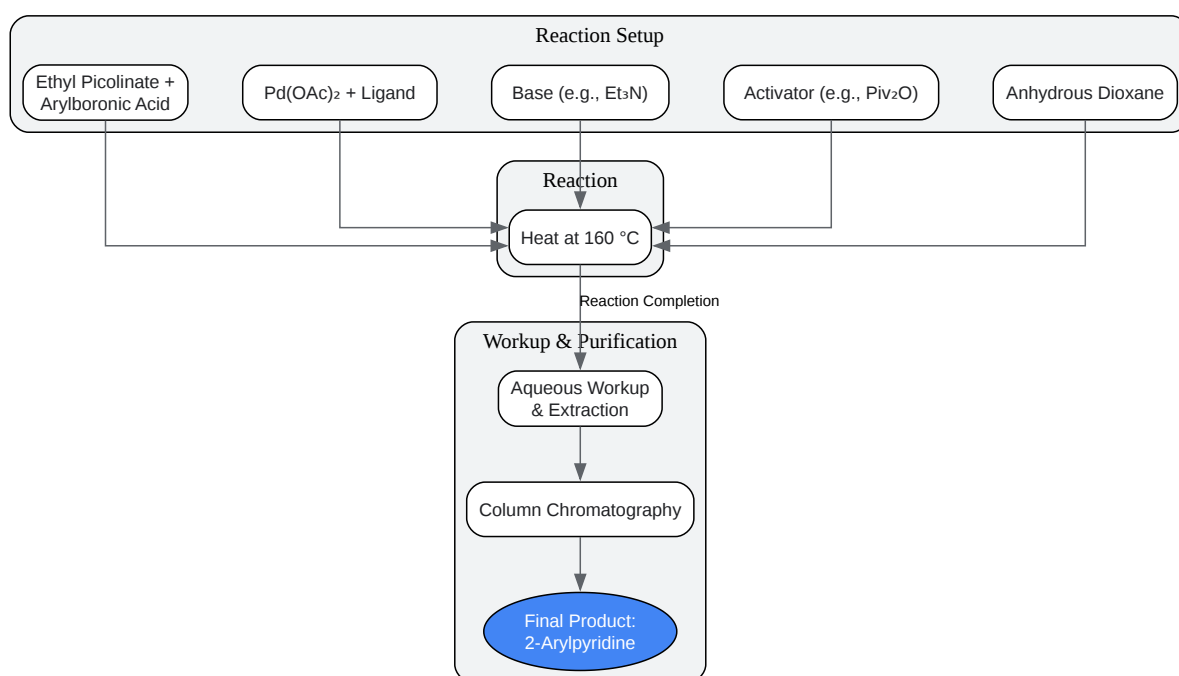 Reaction Setup
Ethyl Picolinate +
Arylboronic Acid
Pd(OAc)₂ + Ligand
Base (e.g., Et₃N)
Activator (e.g., Piv₂O)
Anhydrous Dioxane
Reaction
Heat at 160 °C
Reaction Completion
Workup & Purification
Aqueous Workup
& Extraction
Column Chromatography
Final Product:
2-Arylpyridine